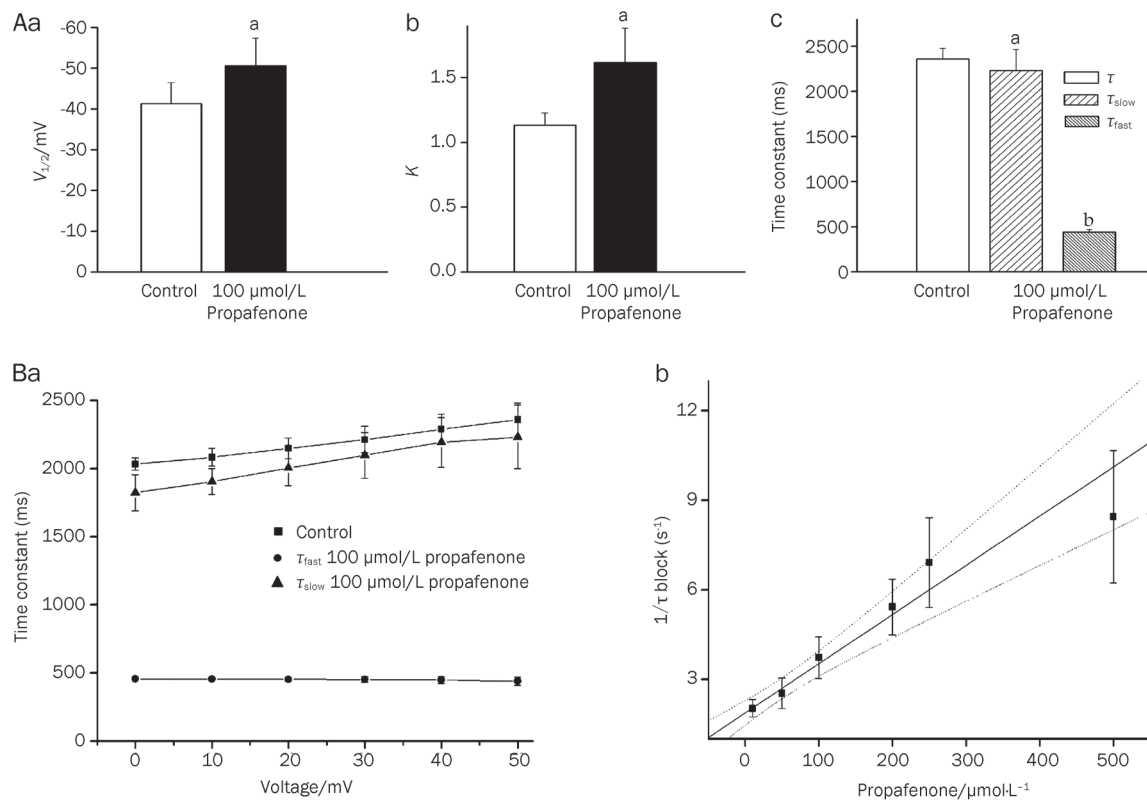 Aa
-60
-50
-40
-30
-20
-10
0
V1/2/mV
a
Control
100 µmol/L
Propafenone
b
1.5
1.0
0.5
0.0
K
a
Control
100 µmol/L
Propafenone
c
2500
2000
1500
1000
500
0
Time constant (ms)
a
b
τ
τslow
τfast
Control
100 µmol/L
Propafenone
Ba
2500
2000
1500
1000
500
0
Time constant (ms)
Control
τfast 100 µmol/L propafenone
τslow 100 µmol/L propafenone
0 10 20 30 40 50
Voltage/mV
b
12
9
6
3
1/τ block (s-1)
0 100 200 300 400 500
Propafenone/µmol·L−1